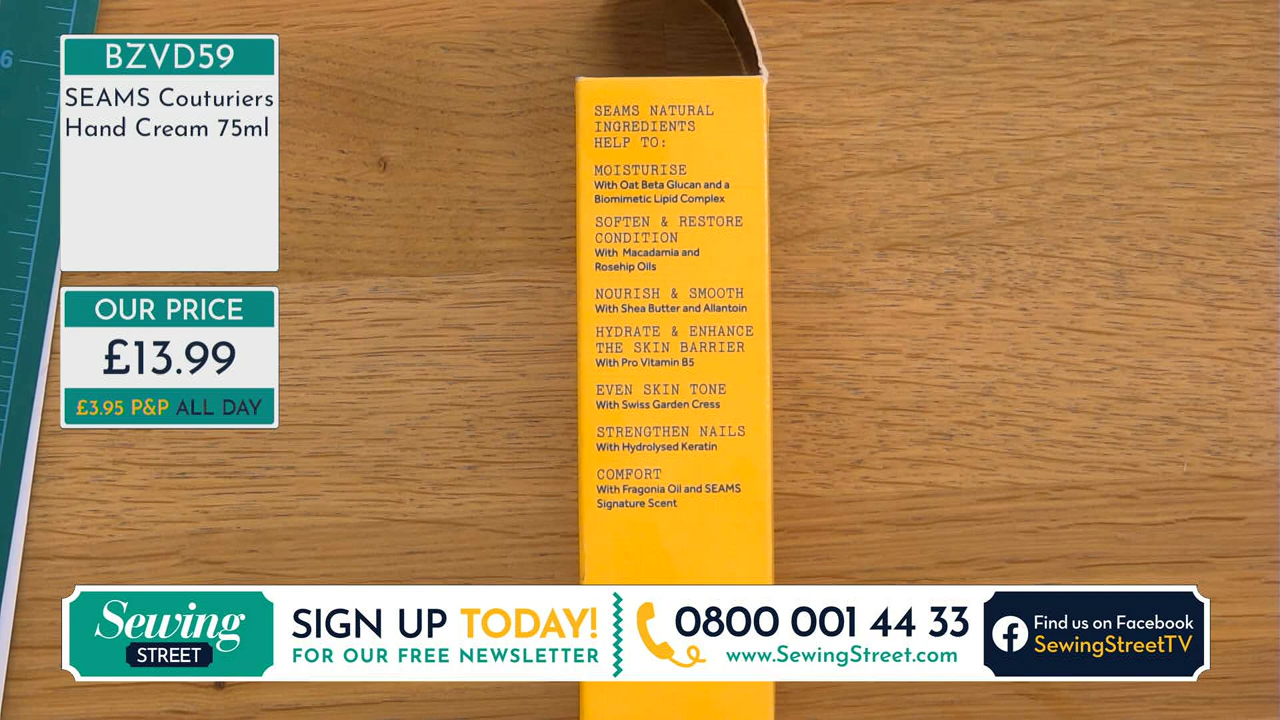 6
BZVD59
SEAMS Couturiers
Hand Cream 75ml
OUR PRICE
£13.99
£3.95 P&P ALL DAY
SEAMS NATURAL
INGREDIENTS
HELP TO:
MOISTURISE
With Oat Beta Glucan and a
Biomimetic Lipid Complex
SOFTEN & RESTORE
CONDITION
With Macadamia and
Rosehip Oils
NOURISH & SMOOTH
With Shea Butter and Allantoin
HYDRATE & ENHANCE
THE SKIN BARRIER
With Pro Vitamin B5
EVEN SKIN TONE
With Swiss Garden Cress
STRENGTHEN NAILS
With Hydrolysed Keratin
COMFORT
With Fragonia Oil and SEAMS
Signature Scent
Sewing
STREET
SIGN UP TODAY!
FOR OUR FREE NEWSLETTER
0800 001 44 33
www.SewingStreet.com
Find us on Facebook
SewingStreetTV